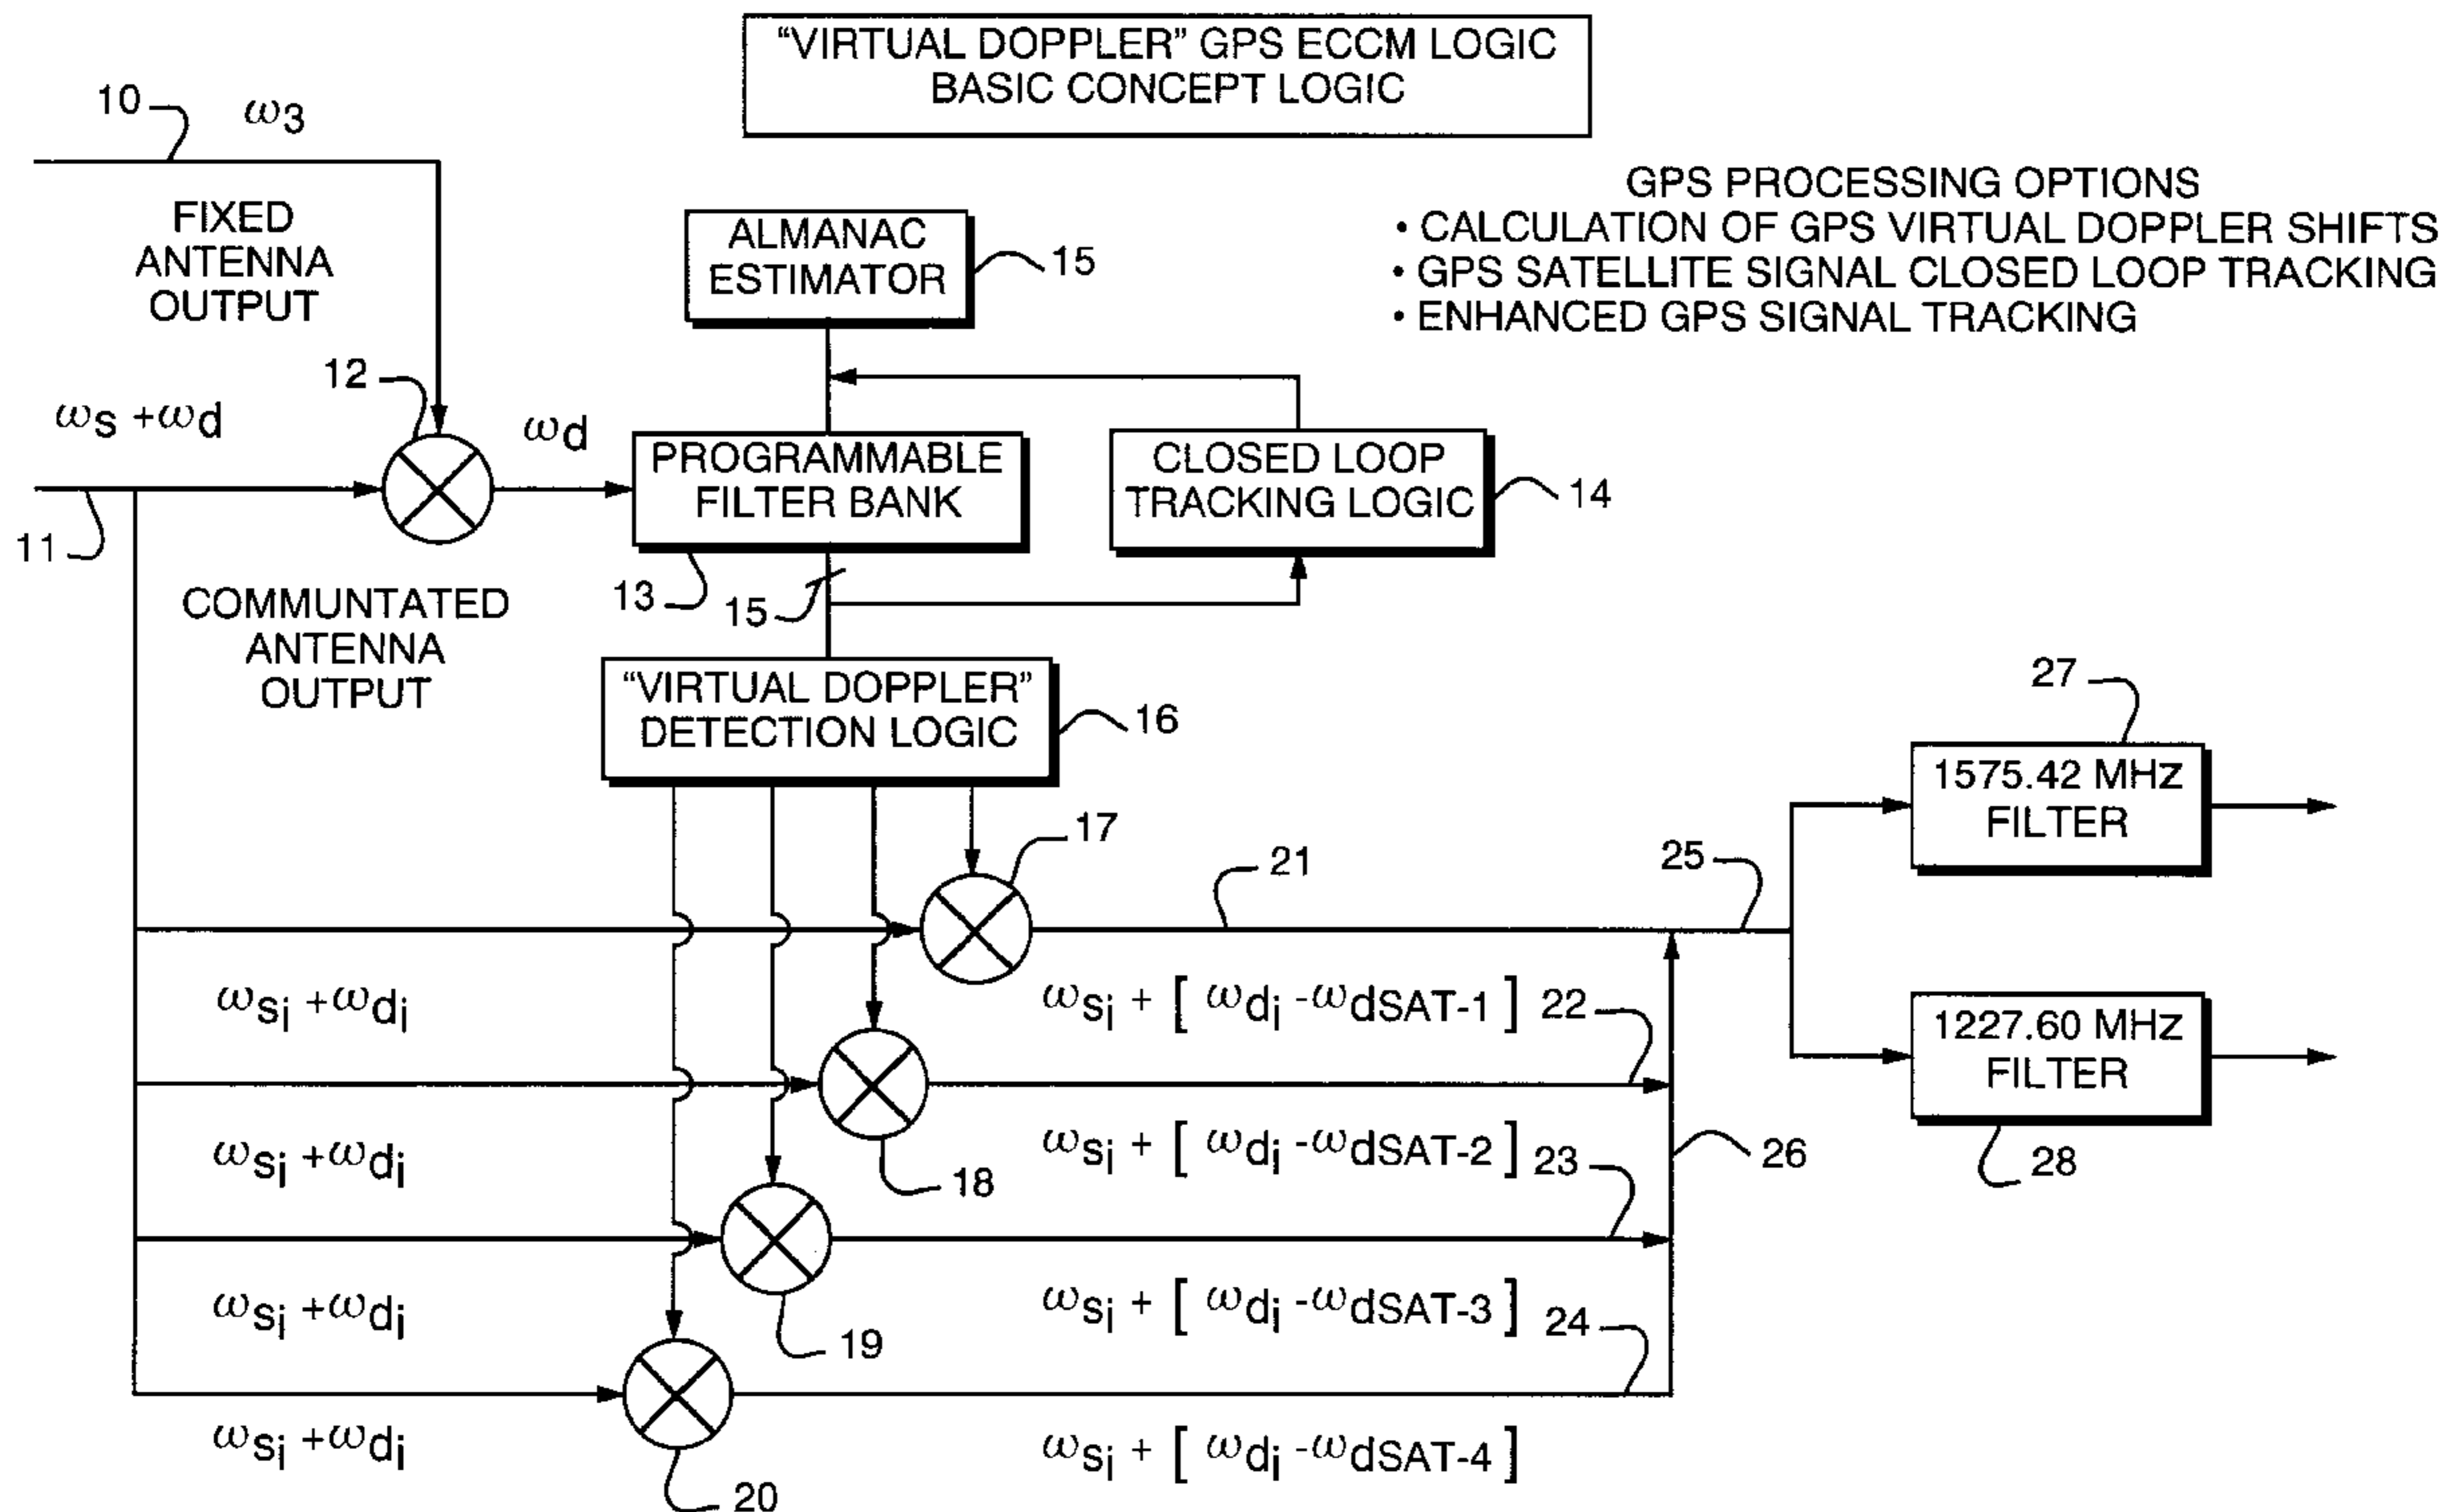 “VIRTUAL DOPPLER” GPS ECCM LOGIC
BASIC CONCEPT LOGIC
10
ω3
FIXED
ANTENNA
OUTPUT
GPS PROCESSING OPTIONS
• CALCULATION OF GPS VIRTUAL DOPPLER SHIFTS
• GPS SATELLITE SIGNAL CLOSED LOOP TRACKING
• ENHANCED GPS SIGNAL TRACKING
ALMANAC
ESTIMATOR
15
12
ωs +ωd
ωd
11
PROGRAMMABLE
FILTER BANK
13
15
CLOSED LOOP
TRACKING LOGIC
14
COMMUNTATED
ANTENNA
OUTPUT
“VIRTUAL DOPPLER”
DETECTION LOGIC
16
17
21
25
27
1575.42 MHz
FILTER
1227.60 MHz
FILTER
28
ωsi +ωdi
ωsi + [ ωdi -ωdSAT-1 ]
22
18
ωsi +ωdi
ωsi + [ ωdi -ωdSAT-2 ]
23
26
19
ωsi +ωdi
ωsi + [ ωdi -ωdSAT-3 ]
24
20
ωsi +ωdi
ωsi + [ ωdi -ωdSAT-4 ]